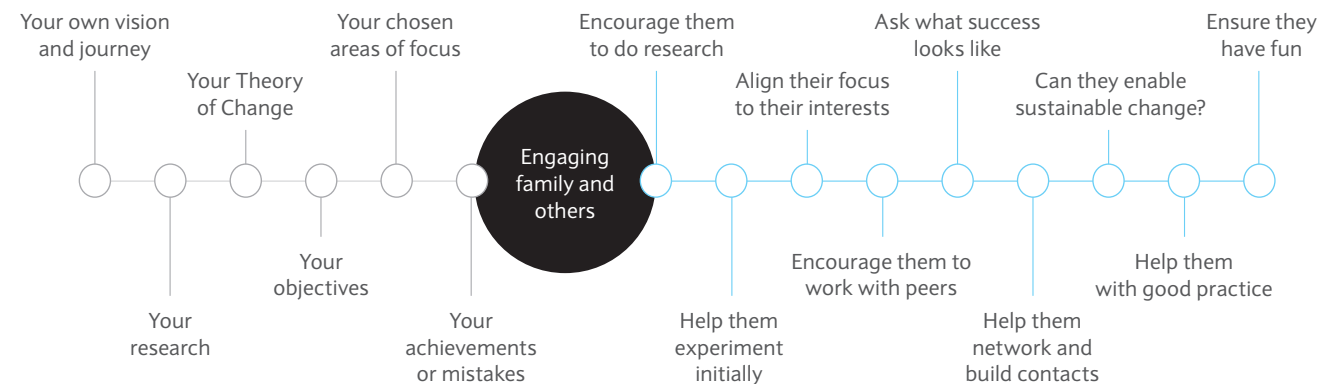 Your own vision
and journey
Your
research
Your Theory
of Change
Your
objectives
Your chosen
areas of focus
Your
achievements
or mistakes
Engaging
family and
others
Encourage them
to do research
Help them
experiment
initially
Align their focus
to their interests
Encourage them to
work with peers
Ask what success
looks like
Help them
network and
build contacts
Can they enable
sustainable change?
Help them
with good practice
Ensure they
have fun